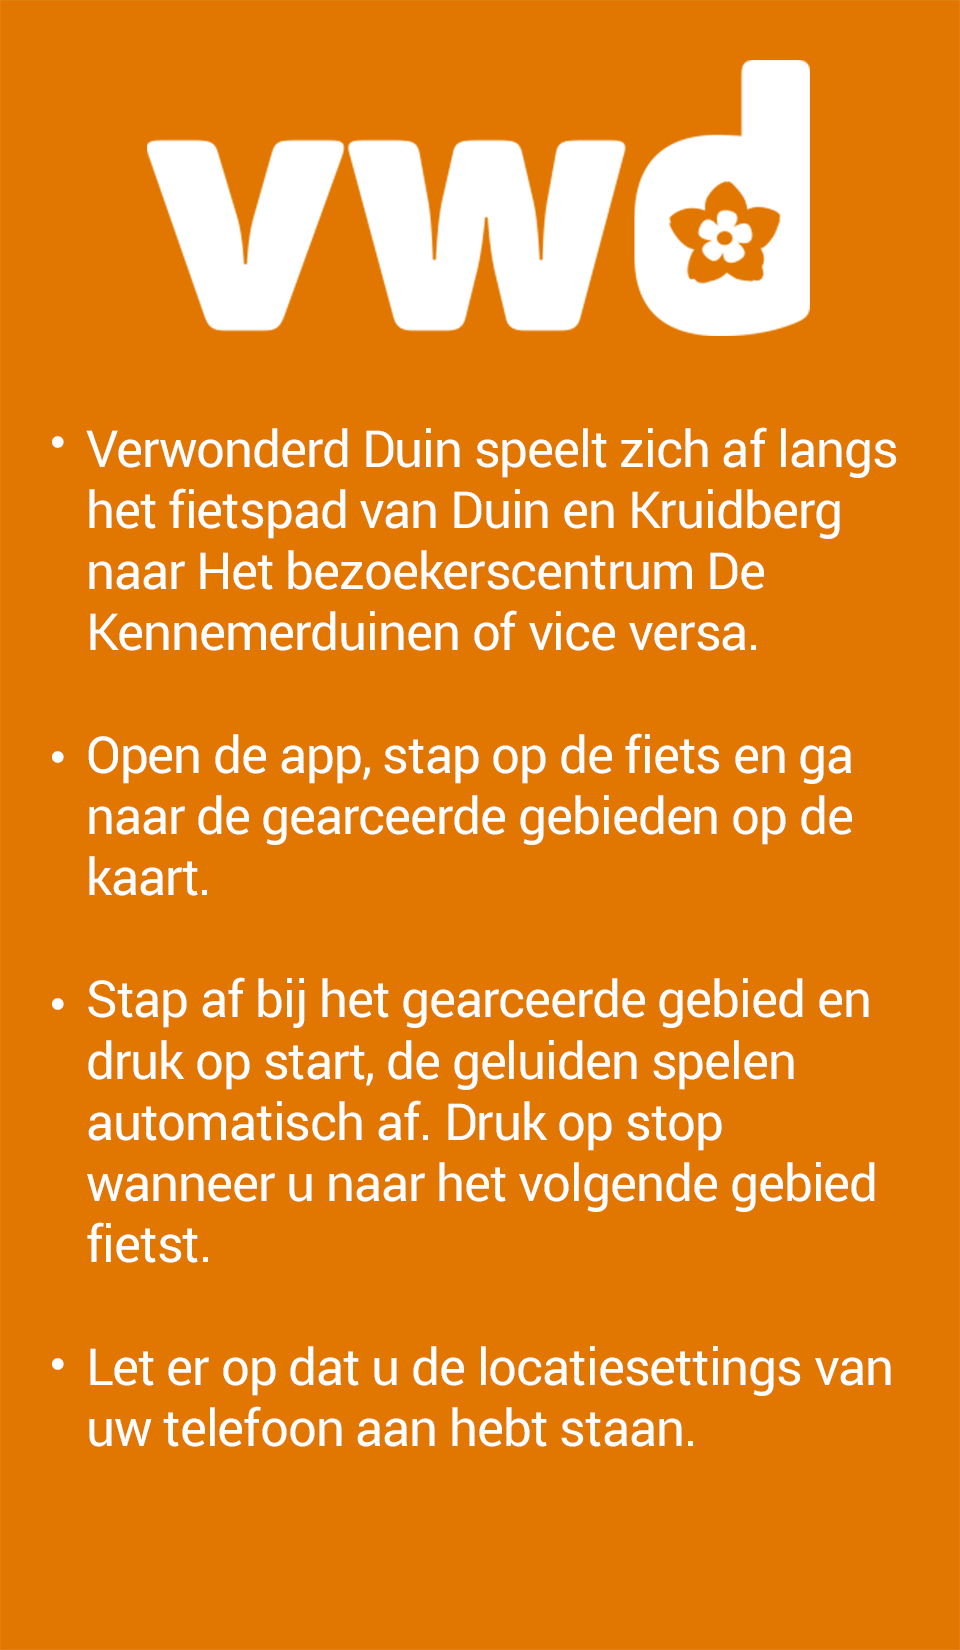 vwd
• Verwonderd Duin speelt zich af langs
het fietspad van Duin en Kruidberg
naar Het bezoekerscentrum De
Kennemerduinen of vice versa.
• Open de app, stap op de fiets en ga
naar de gearceerde gebieden op de
kaart.
• Stap af bij het gearceerde gebied en
druk op start, de geluiden spelen
automatisch af. Druk op stop
wanneer u naar het volgende gebied
fietst.
• Let er op dat u de locatiesettings van
uw telefoon aan hebt staan.